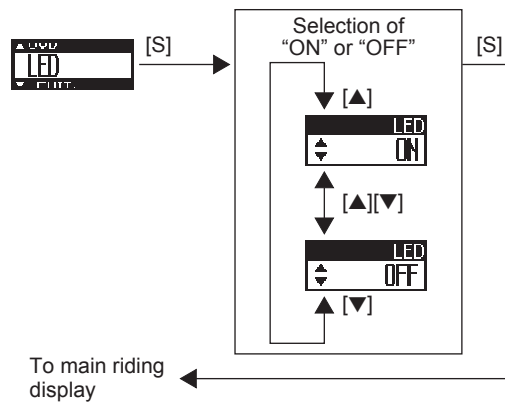 Selection of
“ON” or “OFF”
[S]
[S]
LED
[▲]
LED
ON
[▲][▼]
LED
OFF
[▼]
To main riding
display